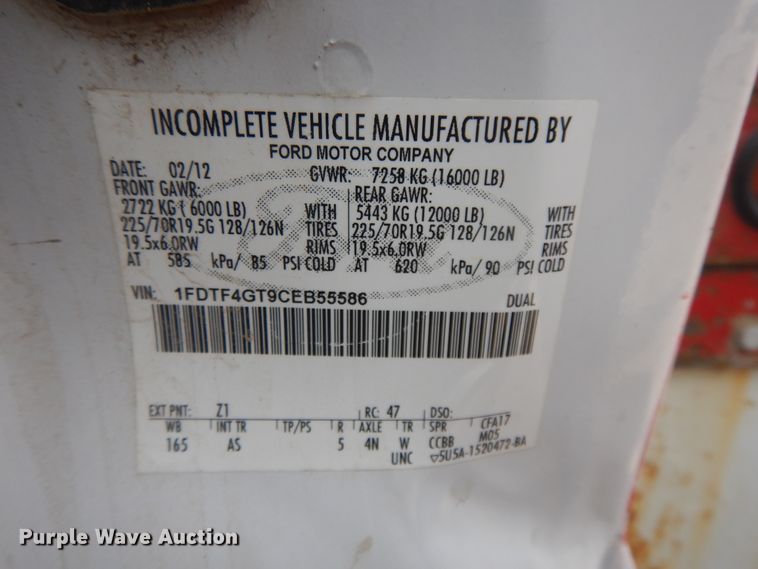 INCOMPLETE VEHICLE MANUFACTURED BY
FORD MOTOR COMPANY
DATE: 02/12 GVWR: 7258 KG (16000 LB)
FRONT GAWR: REAR GAWR:
2722 KG ( 6000 LB) WITH 5443 KG (12000 LB) WITH
225/70R19.5G 128/126N TIRES 225/70R19.5G 128/126N TIRES
19.5x6.0RW RIMS 19.5x6.0RW RIMS
AT 585 kPa/ 85 PSI COLD AT 620 kPa/ 90 PSI COLD
VIN: 1FDTF4GT9CEB55586 DUAL
EXT PNT: Z1 RC: 47 DSO:
WB INT TR TP/PS R AXLE TR SPR CFA17
165 AS 5 4N W CCBB M05
UNC ▽5U5A-1520472-BA
Purple Wave Auction